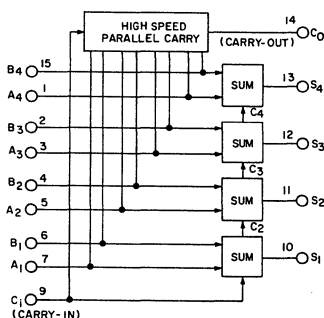 HIGH SPEED
PARALLEL CARRY
14
C₀
(CARRY-OUT)
B₄ 15
A₄ 1
SUM
13
S₄
C₄
B₃ 2
A₃ 3
SUM
12
S₃
C₃
B₂ 4
A₂ 5
SUM
11
S₂
C₂
B₁ 6
A₁ 7
SUM
10
S₁
Cᵢ 9
(CARRY-IN)